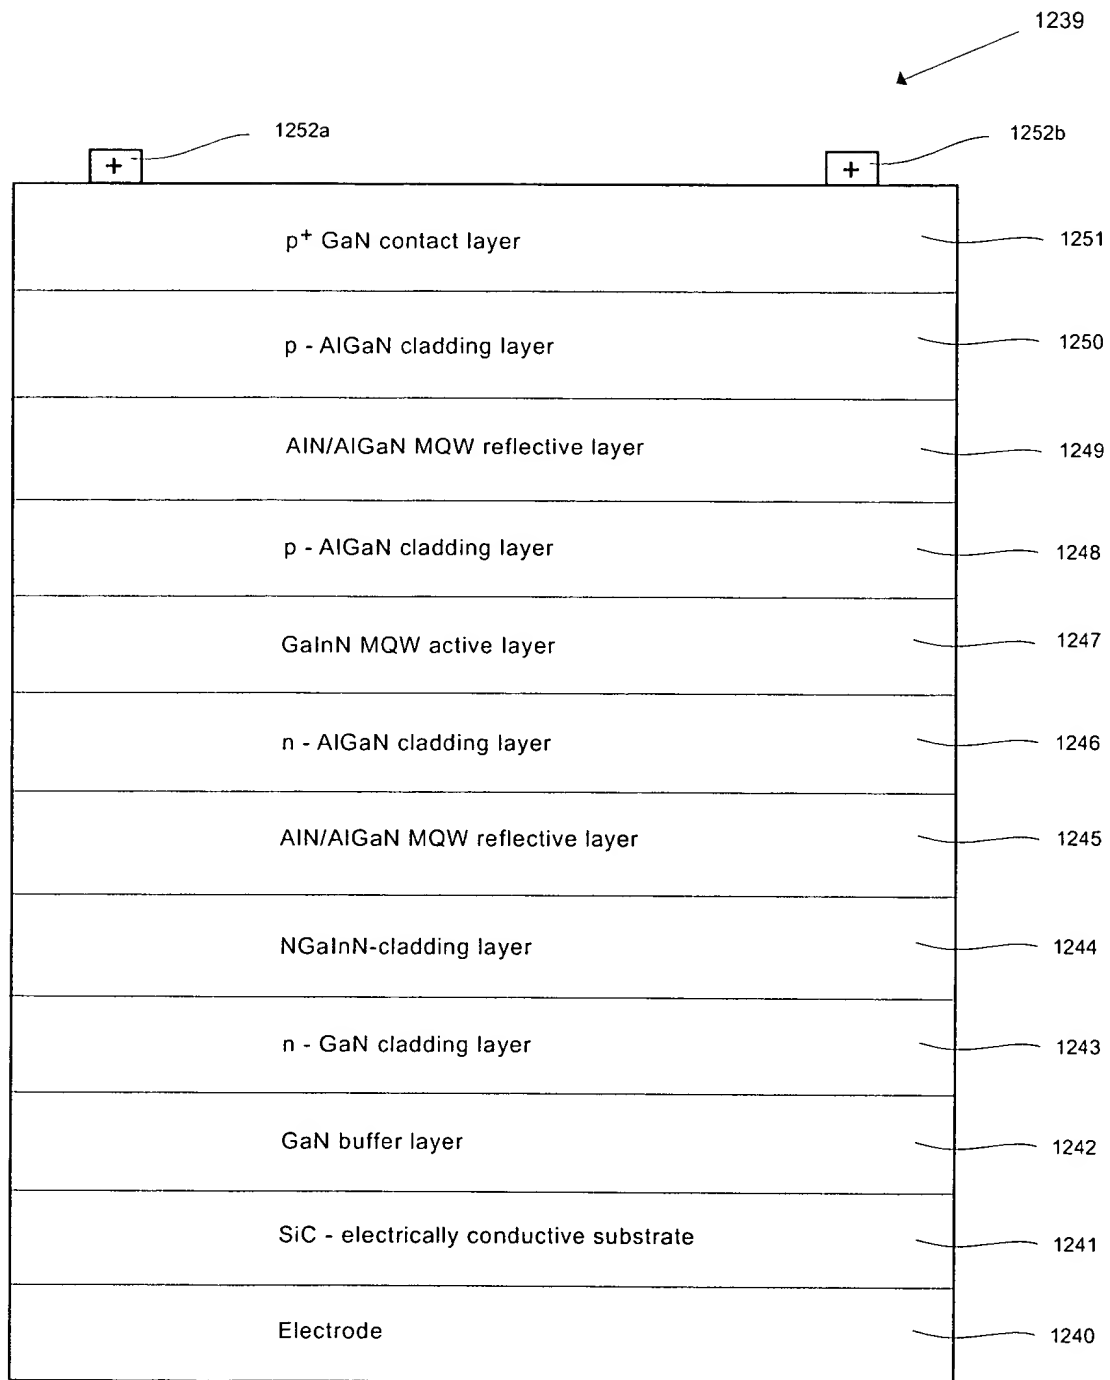 1239
1252a
1252b
+
+
p⁺ GaN contact layer 1251
p - AlGaN cladding layer 1250
AlN/AlGaN MQW reflective layer 1249
p - AlGaN cladding layer 1248
GaInN MQW active layer 1247
n - AlGaN cladding layer 1246
AlN/AlGaN MQW reflective layer 1245
NGaInN-cladding layer 1244
n - GaN cladding layer 1243
GaN buffer layer 1242
SiC - electrically conductive substrate 1241
Electrode 1240